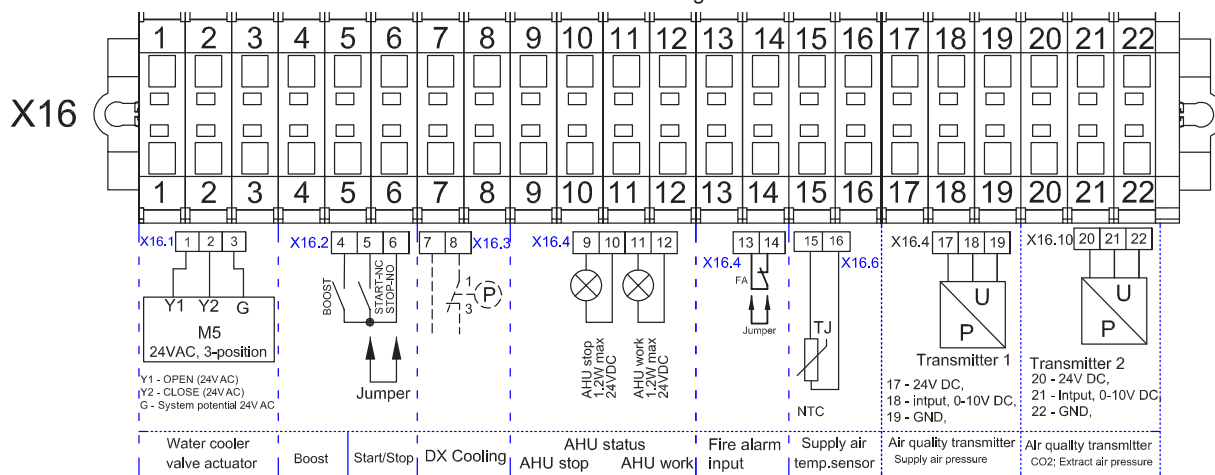 1 2 3 4 5 6 7 8 9 10 11 12 13 14 15 16 17 18 19 20 21 22
X16
1 2 3 4 5 6 7 8 9 10 11 12 13 14 15 16 17 18 19 20 21 22
X16.1 1 2 3
X16.2 4 5 6
7 8 X16.3
X16.4 9 10 11 12
13 14
X16.4
15 16
X16.6
X16.4 17 18 19
X16.10 20 21 22
Y1 Y2 G
M5
24VAC, 3-position
Y1 - OPEN (24VAC)
Y2 - CLOSE (24VAC)
G - System potential 24V AC
BOOST
START-NC
STOP-NO
Jumper
1
P
3
AHU stop
1.2W max
24VDC
AHU work
1.2W max
24VDC
FA
Jumper
TJ
NTC
U
P
Transmitter 1
17 - 24V DC,
18 - intput, 0-10V DC,
19 - GND,
U
P
Transmitter 2
20 - 24V DC,
21 - Intput, 0-10V DC
22 - GND,
Water cooler
valve actuator
Boost
Start/Stop
DX Cooling
AHU status
AHU stop AHU work
Fire alarm
input
Supply air
temp.sensor
Air quality transmitter
Supply air pressure
Air quality transmitter
CO2; Extract air pressure